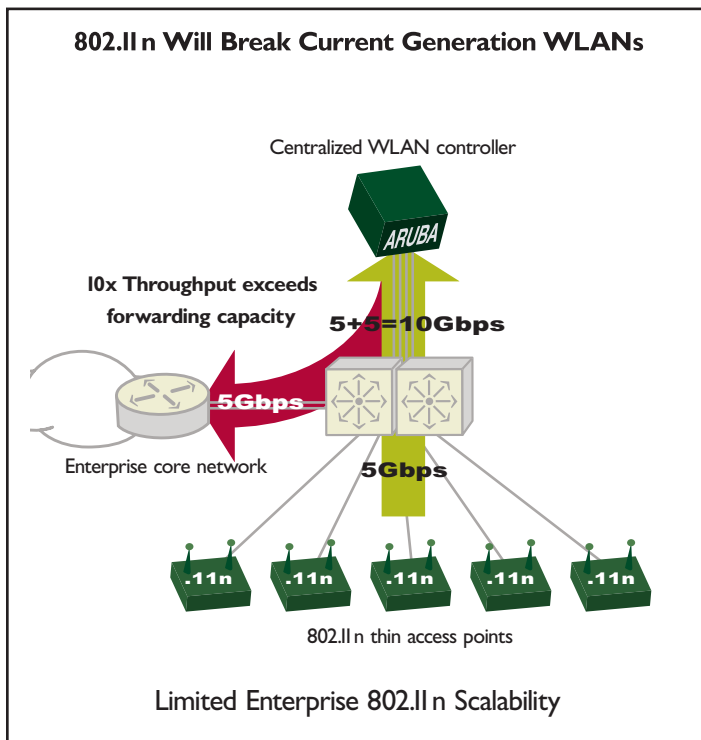 802.11n Will Break Current Generation WLANs
Centralized WLAN controller
ARUBA
10x Throughput exceeds
forwarding capacity
5+5=10Gbps
5Gbps
Enterprise core network
5Gbps
.11n
.11n
.11n
.11n
.11n
802.11n thin access points
Limited Enterprise 802.11n Scalability